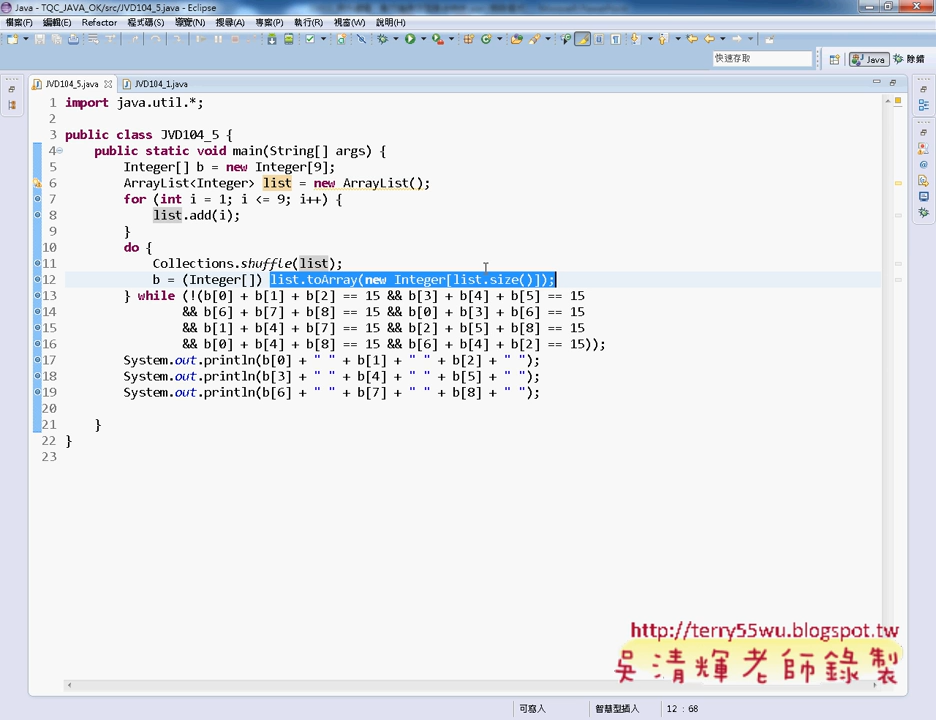 Java - TQC_JAVA_OK/src/JVD104_5.java - Eclipse
檔案(F) 編輯(E) Refactor 程式碼(S) 導覽(N) 搜尋(A) 專案(P) 執行(R) 視窗(W) 說明(H)
快速存取
Java
除錯
JVD104_5.java
JVD104_1.java
1 import java.util.*;
2
3 public class JVD104_5 {
4 public static void main(String[] args) {
5 Integer[] b = new Integer[9];
6 ArrayList<Integer> list = new ArrayList();
7 for (int i = 1; i <= 9; i++) {
8 list.add(i);
9 }
10 do {
11 Collections.shuffle(list);
12 b = (Integer[]) list.toArray(new Integer[list.size()]);
13 } while (!(b[0] + b[1] + b[2] == 15 && b[3] + b[4] + b[5] == 15
14 && b[6] + b[7] + b[8] == 15 && b[0] + b[3] + b[6] == 15
15 && b[1] + b[4] + b[7] == 15 && b[2] + b[5] + b[8] == 15
16 && b[0] + b[4] + b[8] == 15 && b[6] + b[4] + b[2] == 15));
17 System.out.println(b[0] + " " + b[1] + " " + b[2] + " ");
18 System.out.println(b[3] + " " + b[4] + " " + b[5] + " ");
19 System.out.println(b[6] + " " + b[7] + " " + b[8] + " ");
20
21 }
22 }
23
http://terry55wu.blogspot.tw
吳清輝老師錄製
可寫入
智慧型插入
12 : 68